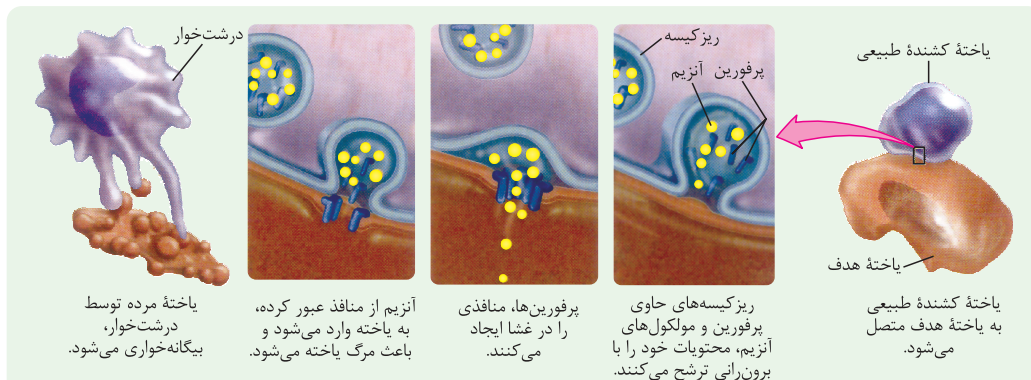 یاختهٔ کشندهٔ طبیعی
یاختهٔ هدف
یاختهٔ کشندهٔ طبیعی
به یاختهٔ هدف متصل
می‌شود.
ریزکیسه
پرفورین
آنزیم
ریزکیسه‌های حاوی
پرفورین و مولکول‌های
آنزیم، محتویات خود را با
برون‌رانی ترشح می‌کنند.
پرفورین‌ها، منافذی
را در غشا ایجاد
می‌کنند.
آنزیم از منافذ عبور کرده،
به یاخته وارد می‌شود و
باعث مرگ یاخته می‌شود.
درشت‌خوار
یاختهٔ مرده توسط
درشت‌خوار،
بیگانه‌خواری می‌شود.